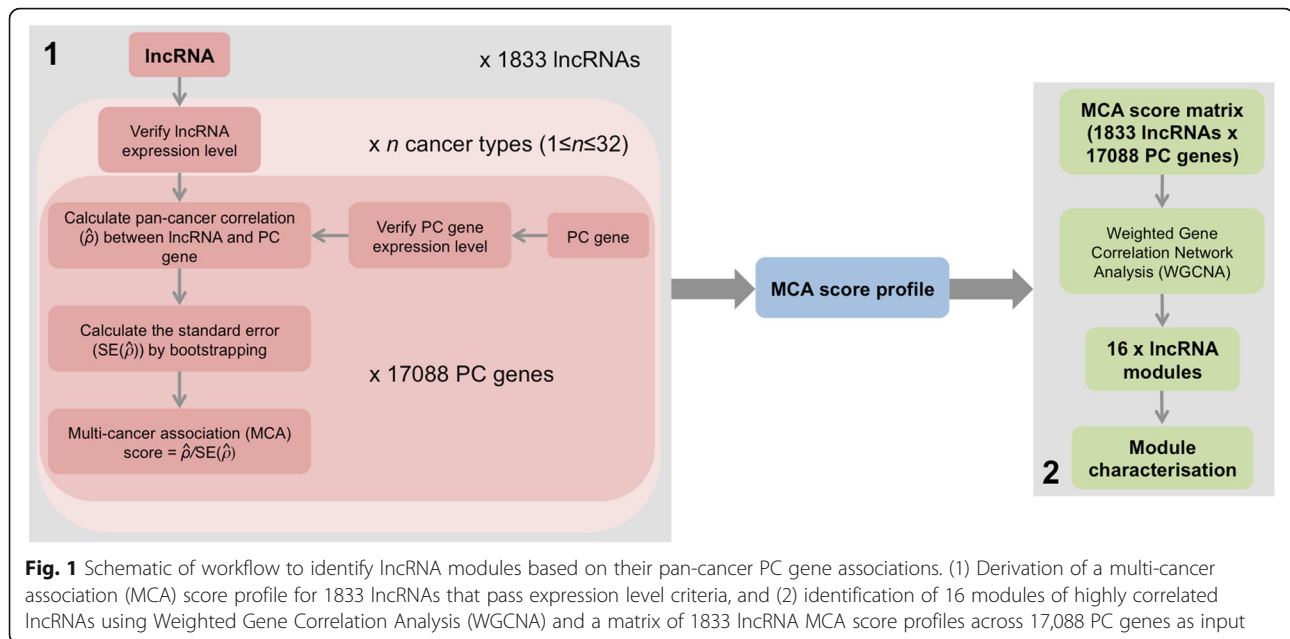 1
lncRNA
x 1833 lncRNAs
Verify lncRNA
expression level
x n cancer types (1≤n≤32)
Calculate pan-cancer correlation
(ρ̂) between lncRNA and PC
gene
Verify PC gene
expression level
PC gene
Calculate the standard error
(SE(ρ̂)) by bootstrapping
x 17088 PC genes
Multi-cancer association (MCA)
score = ρ̂/SE(ρ̂)
MCA score profile
MCA score matrix
(1833 lncRNAs x
17088 PC genes)
Weighted Gene
Correlation Network
Analysis (WGCNA)
16 x lncRNA
modules
Module
characterisation
2
Fig. 1 Schematic of workflow to identify lncRNA modules based on their pan-cancer PC gene associations. (1) Derivation of a multi-cancer
association (MCA) score profile for 1833 lncRNAs that pass expression level criteria, and (2) identification of 16 modules of highly correlated
lncRNAs using Weighted Gene Correlation Analysis (WGCNA) and a matrix of 1833 lncRNA MCA score profiles across 17,088 PC genes as input